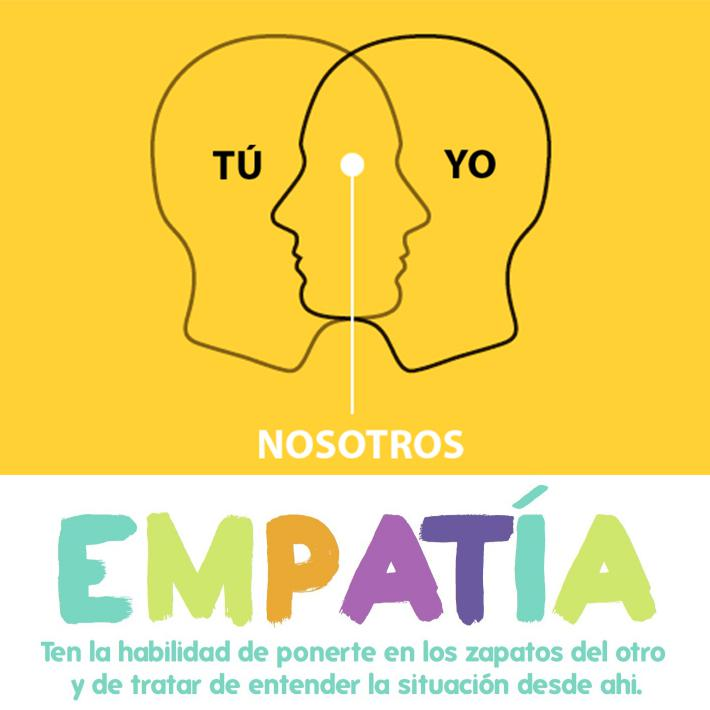 TÚ YO
NOSOTROS
EMPATÍA
Ten la habilidad de ponerte en los zapatos del otro
y de tratar de entender la situación desde ahi.